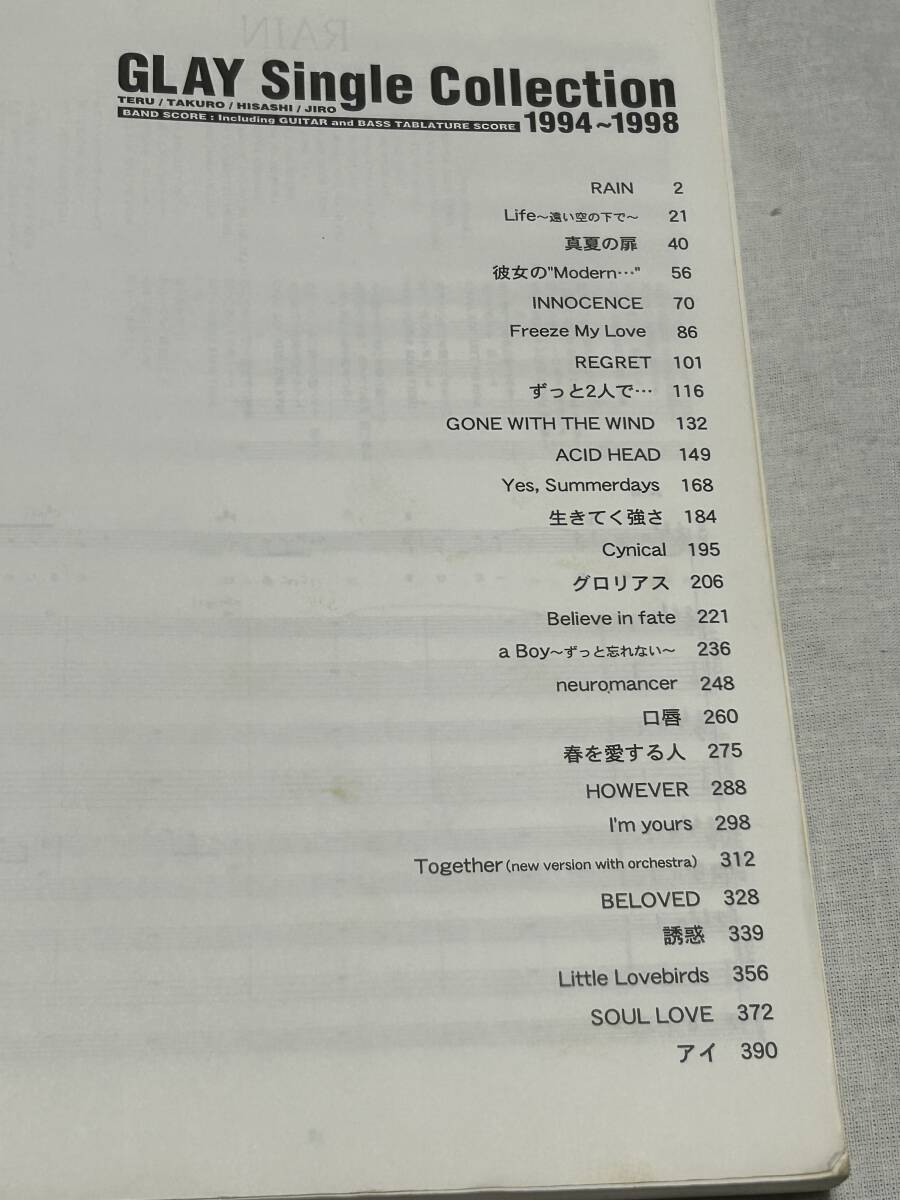 RAIN
GLAY Single Collection
TERU / TAKURO / HISASHI / JIRO
BAND SCORE : Including GUITAR and BASS TABLATURE SCORE 1994~1998
RAIN 2
Life〜遠い空の下で〜 21
真夏の扉 40
彼女の"Modern…" 56
INNOCENCE 70
Freeze My Love 86
REGRET 101
ずっと2人で… 116
GONE WITH THE WIND 132
ACID HEAD 149
Yes, Summerdays 168
生きてく強さ 184
Cynical 195
グロリアス 206
Believe in fate 221
a Boy〜ずっと忘れない〜 236
neuromancer 248
口唇 260
春を愛する人 275
HOWEVER 288
I'm yours 298
Together (new version with orchestra) 312
BELOVED 328
誘惑 339
Little Lovebirds 356
SOUL LOVE 372
アイ 390